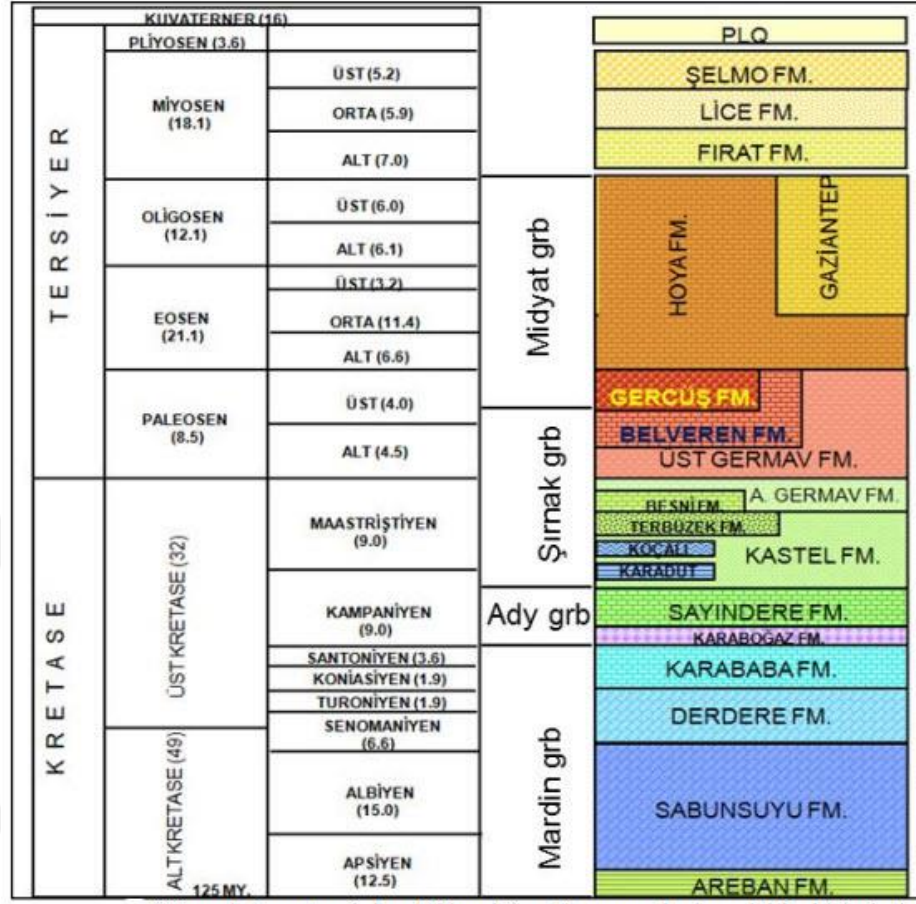 KUVATERNER (16)
TERSİYER
PLİYOSEN (3.6)
MİYOSEN
(18.1)
ÜST (5.2)
ORTA (5.9)
ALT (7.0)
OLİGOSEN
(12.1)
ÜST (6.0)
ALT (6.1)
EOSEN
(21.1)
ÜST (3.2)
ORTA (11.4)
ALT (6.6)
PALEOSEN
(8.5)
ÜST (4.0)
ALT (4.5)
KRETASE
ÜST KRETASE (32)
MAASTRİŞTİYEN
(9.0)
KAMPANİYEN
(9.0)
SANTONİYEN (3.6)
KONİASİYEN (1.9)
TURONİYEN (1.9)
SENOMANİYEN
(6.6)
ALT KRETASE (49)
ALBİYEN
(15.0)
APSİYEN
(12.5)
125 MY.
Midyat grb
Şırnak grb
Ady grb
Mardin grb
PLQ
ŞELMO FM.
LİCE FM.
FIRAT FM.
HOYA FM.
GAZİANTEP
GERCÜŞ FM.
BELVEREN FM.
ÜST GERMAV FM.
A. GERMAV FM.
BESNİ FM.
TERBÜZEK FM.
KOÇALİ
KARADUT
KASTEL FM.
SAYINDERE FM.
KARABOĞAZ FM.
KARABABA FM.
DERDERE FM.
SABUNSUYU FM.
AREBAN FM.